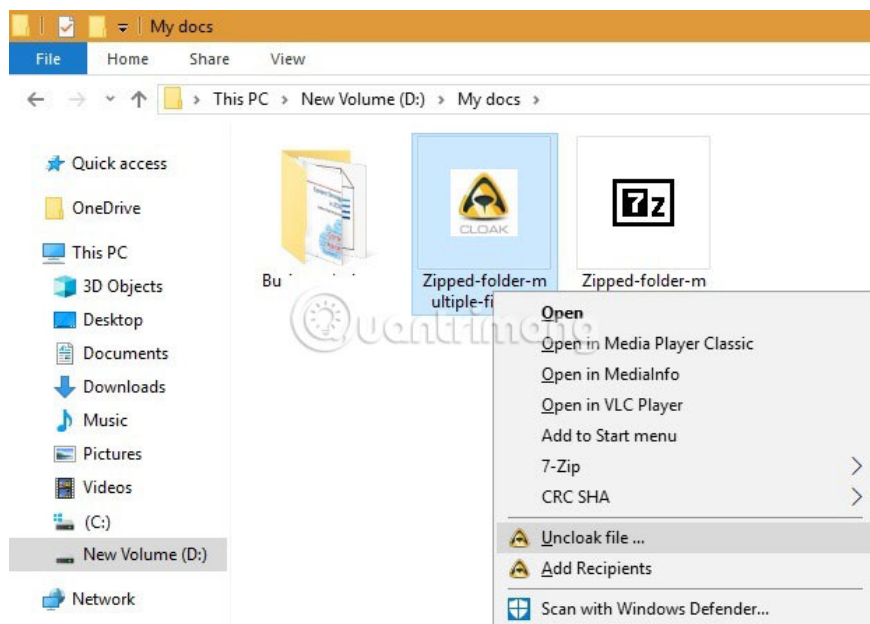 My docs
File Home Share View
This PC > New Volume (D:) > My docs >
Quick access
OneDrive
This PC
3D Objects
Desktop
Documents
Downloads
Music
Pictures
Videos
(C:)
New Volume (D:)
Network
CLOAK
7z
Bu
Zipped-folder-m
ultiple-fi
Zipped-folder-m
Quantrimang
Open
Open in Media Player Classic
Open in MediaInfo
Open in VLC Player
Add to Start menu
7-Zip
CRC SHA
Uncloak file ...
Add Recipients
Scan with Windows Defender...